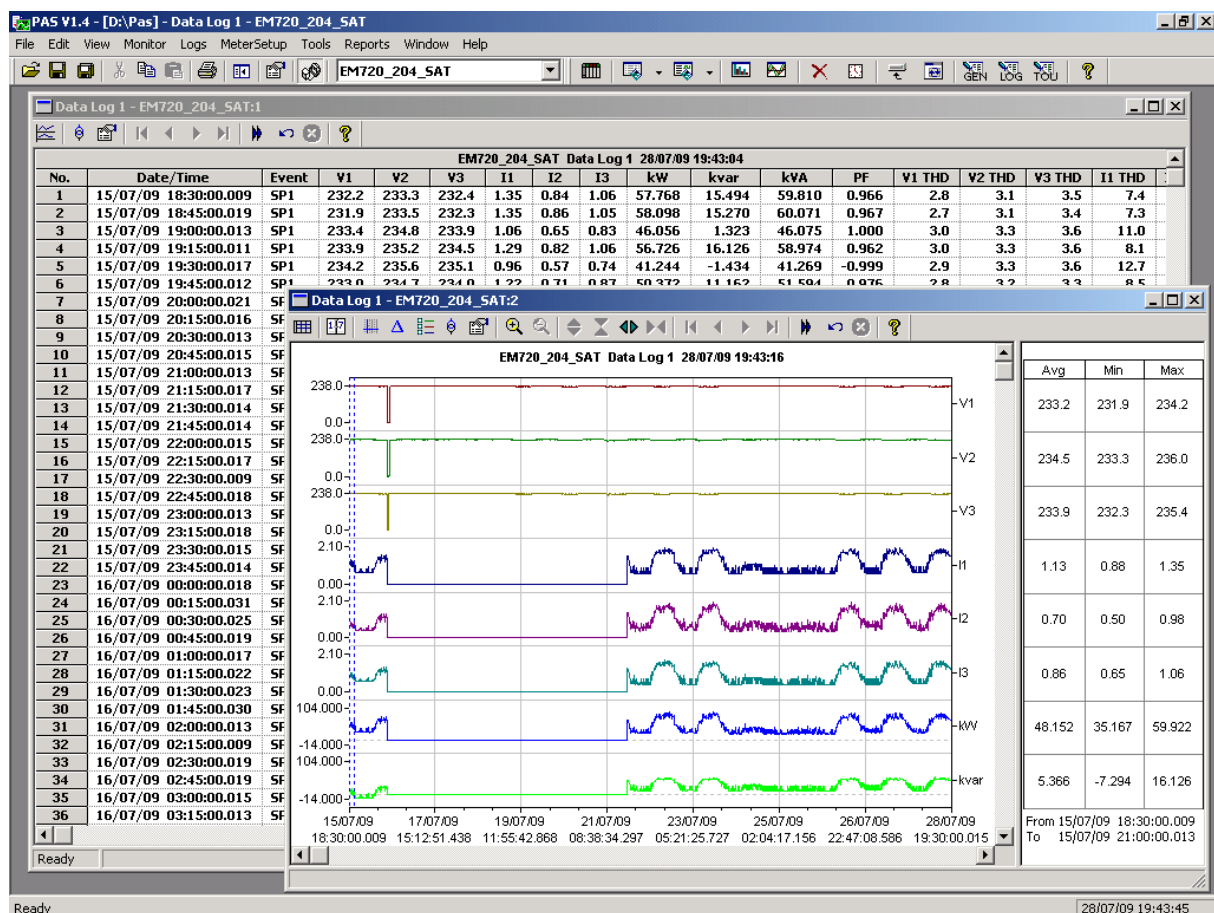 PAS V1.4 - [D:\Pas] - Data Log 1 - EM720_204_SAT
File Edit View Monitor Logs MeterSetup Tools Reports Window Help
EM720_204_SAT GEN LOG TOU
Data Log 1 - EM720_204_SAT:1
EM720_204_SAT Data Log 1 28/07/09 19:43:04
No. Date/Time Event V1 V2 V3 I1 I2 I3 kW kvar kVA PF V1 THD V2 THD V3 THD I1 THD
1 15/07/09 18:30:00.009 SP1 232.2 233.3 232.4 1.35 0.84 1.06 57.768 15.494 59.810 0.966 2.8 3.1 3.5 7.4
2 15/07/09 18:45:00.019 SP1 231.9 233.5 232.3 1.35 0.86 1.05 58.098 15.270 60.071 0.967 2.7 3.1 3.4 7.3
3 15/07/09 19:00:00.013 SP1 233.4 234.8 233.9 1.06 0.65 0.83 46.056 1.323 46.075 1.000 3.0 3.3 3.6 11.0
4 15/07/09 19:15:00.011 SP1 233.9 235.2 234.5 1.29 0.82 1.06 56.726 16.126 58.974 0.962 3.0 3.3 3.6 8.1
5 15/07/09 19:30:00.017 SP1 234.2 235.6 235.1 0.96 0.57 0.74 41.244 -1.434 41.269 -0.999 2.9 3.3 3.6 12.7
6 15/07/09 19:45:00.012 SP1 233.0 234.7 234.0 1.22 0.71 0.87 50.372 11.162 51.594 0.976 2.8 3.2 3.3 8.5
7 15/07/09 20:00:00.021
8 15/07/09 20:15:00.016
9 15/07/09 20:30:00.013
10 15/07/09 20:45:00.015
11 15/07/09 21:00:00.013
12 15/07/09 21:15:00.017
13 15/07/09 21:30:00.014
14 15/07/09 21:45:00.014
15 15/07/09 22:00:00.015
16 15/07/09 22:15:00.017
17 15/07/09 22:30:00.009
18 15/07/09 22:45:00.018
19 15/07/09 23:00:00.013
20 15/07/09 23:15:00.018
21 15/07/09 23:30:00.015
22 15/07/09 23:45:00.014
23 16/07/09 00:00:00.018
24 16/07/09 00:15:00.031
25 16/07/09 00:30:00.025
26 16/07/09 00:45:00.019
27 16/07/09 01:00:00.017
28 16/07/09 01:15:00.022
29 16/07/09 01:30:00.023
30 16/07/09 01:45:00.030
31 16/07/09 02:00:00.013
32 16/07/09 02:15:00.009
33 16/07/09 02:30:00.019
34 16/07/09 02:45:00.019
35 16/07/09 03:00:00.015
36 16/07/09 03:15:00.013
Ready
Data Log 1 - EM720_204_SAT:2
EM720_204_SAT Data Log 1 28/07/09 19:43:16
Avg Min Max
238.0
0.0
V1 233.2 231.9 234.2
238.0
0.0
V2 234.5 233.3 236.0
238.0
0.0
V3 233.9 232.3 235.4
2.10
0.00
I1 1.13 0.88 1.35
2.10
0.00
I2 0.70 0.50 0.98
2.10
0.00
I3 0.86 0.65 1.06
104.000
-14.000
kW 48.152 35.167 59.922
104.000
-14.000
kvar 5.366 -7.294 16.126
15/07/09 17/07/09 19/07/09 21/07/09 23/07/09 25/07/09 26/07/09 28/07/09
18:30:00.009 15:12:51.438 11:55:42.868 08:38:34.297 05:21:25.727 02:04:17.156 22:47:08.586 19:30:00.015
From 15/07/09 18:30:00.009
To 15/07/09 21:00:00.013
Ready 28/07/09 19:43:45